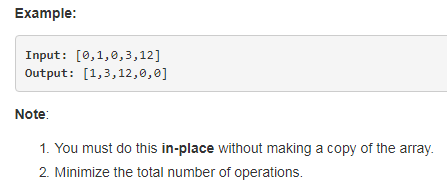 Example:
Input: [0,1,0,3,12]
Output: [1,3,12,0,0]
Note:
1. You must do this in-place without making a copy of the array.
2. Minimize the total number of operations.